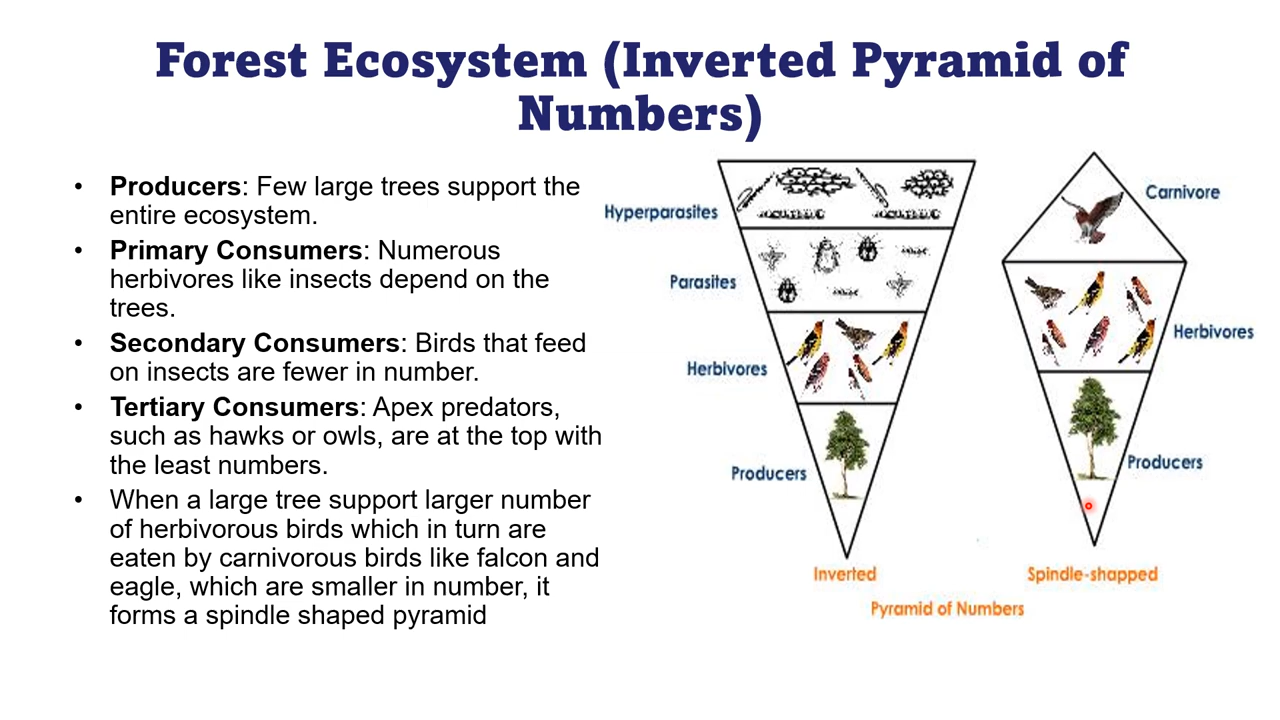 Forest Ecosystem (Inverted Pyramid of
Numbers)
• Producers: Few large trees support the
entire ecosystem.
• Primary Consumers: Numerous
herbivores like insects depend on the
trees.
• Secondary Consumers: Birds that feed
on insects are fewer in number.
• Tertiary Consumers: Apex predators,
such as hawks or owls, are at the top with
the least numbers.
• When a large tree support larger number
of herbivorous birds which in turn are
eaten by carnivorous birds like falcon and
eagle, which are smaller in number, it
forms a spindle shaped pyramid
Hyperparasites
Parasites
Herbivores
Producers
Inverted
Carnivore
Herbivores
Producers
Spindle-shapped
Pyramid of Numbers